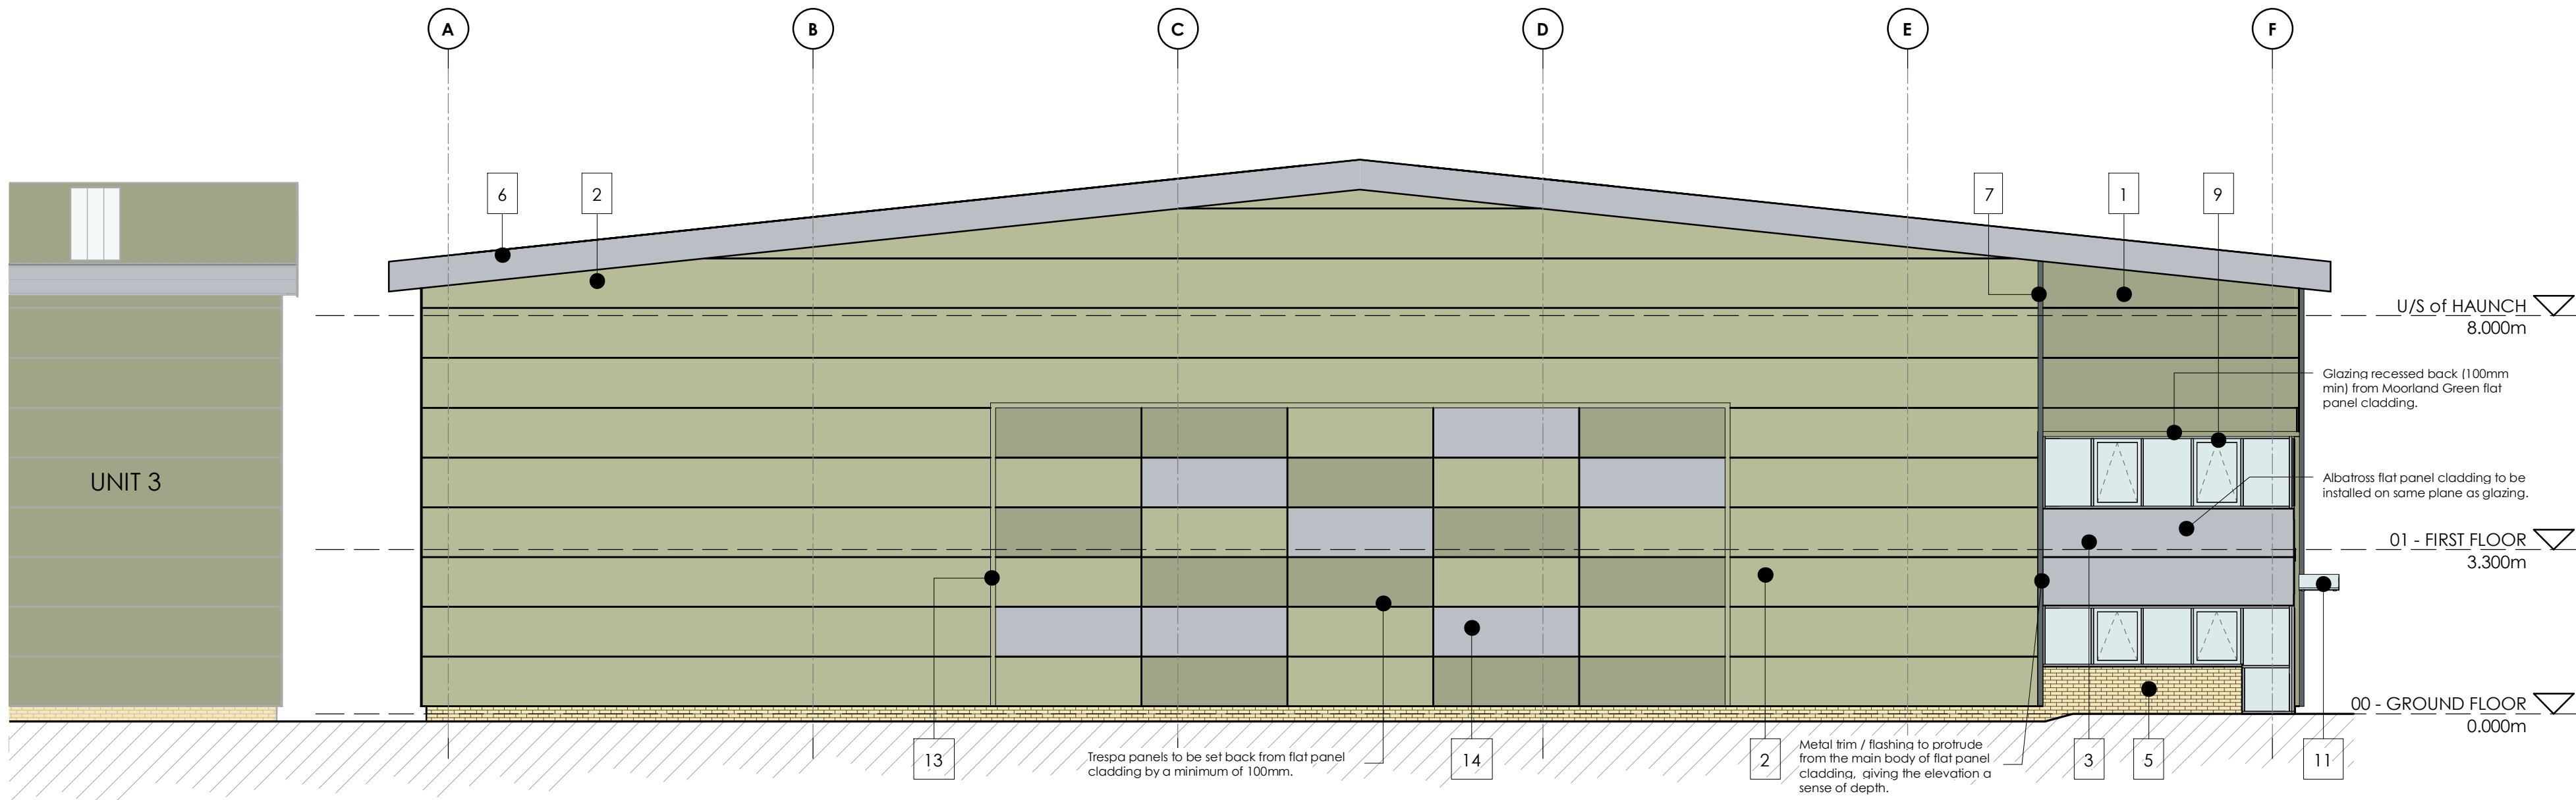 A B C D E F
6 2 7 1 9
U/S of HAUNCH
8.000m
Glazing recessed back (100mm
min) from Moorland Green flat
panel cladding.
UNIT 3
Albatross flat panel cladding to be
installed on same plane as glazing.
01 - FIRST FLOOR
3.300m
00 - GROUND FLOOR
0.000m
13
Trespa panels to be set back from flat panel
cladding by a minimum of 100mm.
14
2
Metal trim / flashing to protrude
from the main body of flat panel
cladding, giving the elevation a
sense of depth.
3
5
11